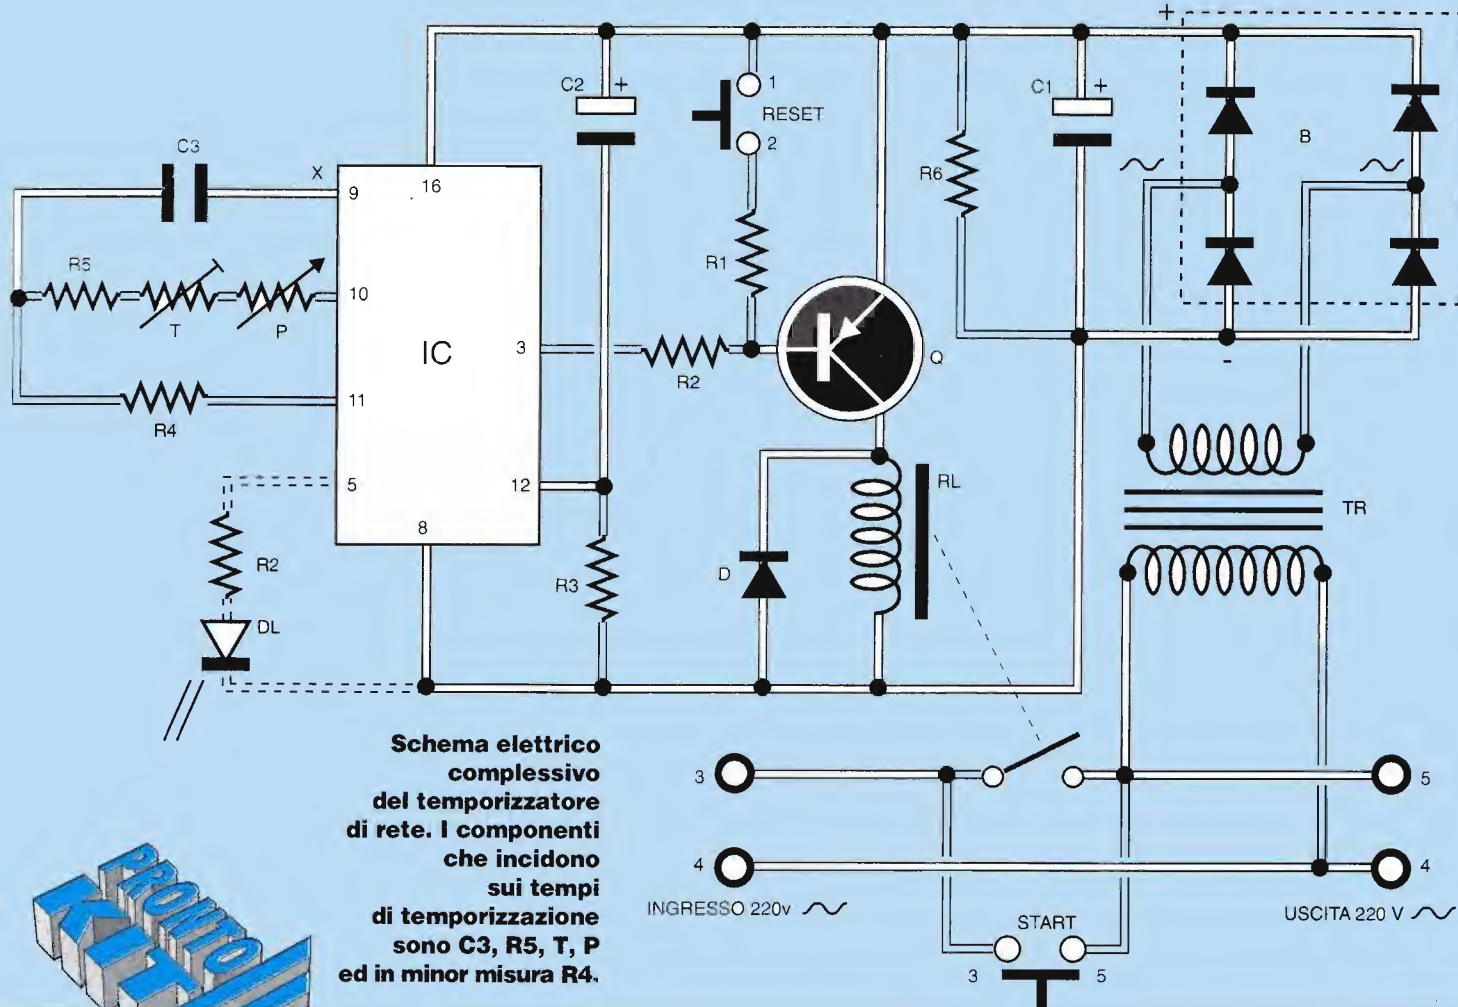 +
C2 +
1
RESET
2
C1 +
B
C3
X
9
16
R6
R5
R1
10
T
P
IC
3
R2
Q
11
R4
5
12
8
RL
TR
R2
R3
D
DL
-
Schema elettrico
complessivo
del temporizzatore
di rete. I componenti
che incidono
sui tempi
di temporizzazione
sono C3, R5, T, P
ed in minor misura R4.
3
5
4
4
INGRESSO 220v
USCITA 220 V
START
3
5
PRONTO
KIT